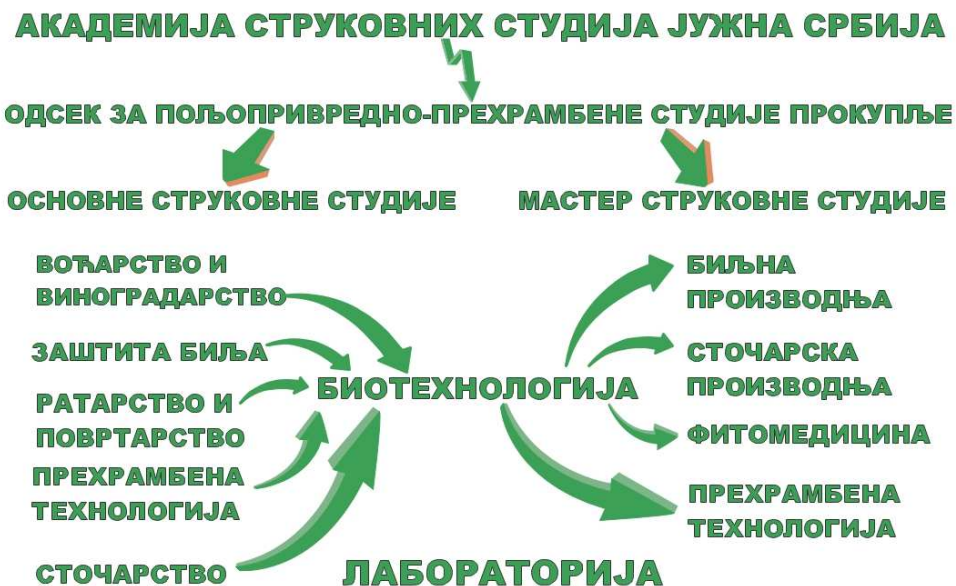 АКАДЕМИЈА СТРУКОВНИХ СТУДИЈА ЈУЖНА СРБИЈА
ОДСЕК ЗА ПОЉОПРИВРЕДНО-ПРЕХРАМБЕНЕ СТУДИЈЕ ПРОКУПЉЕ
ОСНОВНЕ СТРУКОВНЕ СТУДИЈЕ
МАСТЕР СТРУКОВНЕ СТУДИЈЕ
ВОЋАРСТВО И
ВИНОГРАДАРСТВО
ЗАШТИТА БИЉА
РАТАРСТВО И
ПОВРТАРСТВО
ПРЕХРАМБЕНА
ТЕХНОЛОГИЈА
СТОЧАРСТВО
БИОТЕХНОЛОГИЈА
БИЉНА
ПРОИЗВОДЊА
СТОЧАРСКА
ПРОИЗВОДЊА
ФИТОМЕДИЦИНА
ПРЕХРАМБЕНА
ТЕХНОЛОГИЈА
ЛАБОРАТОРИЈА